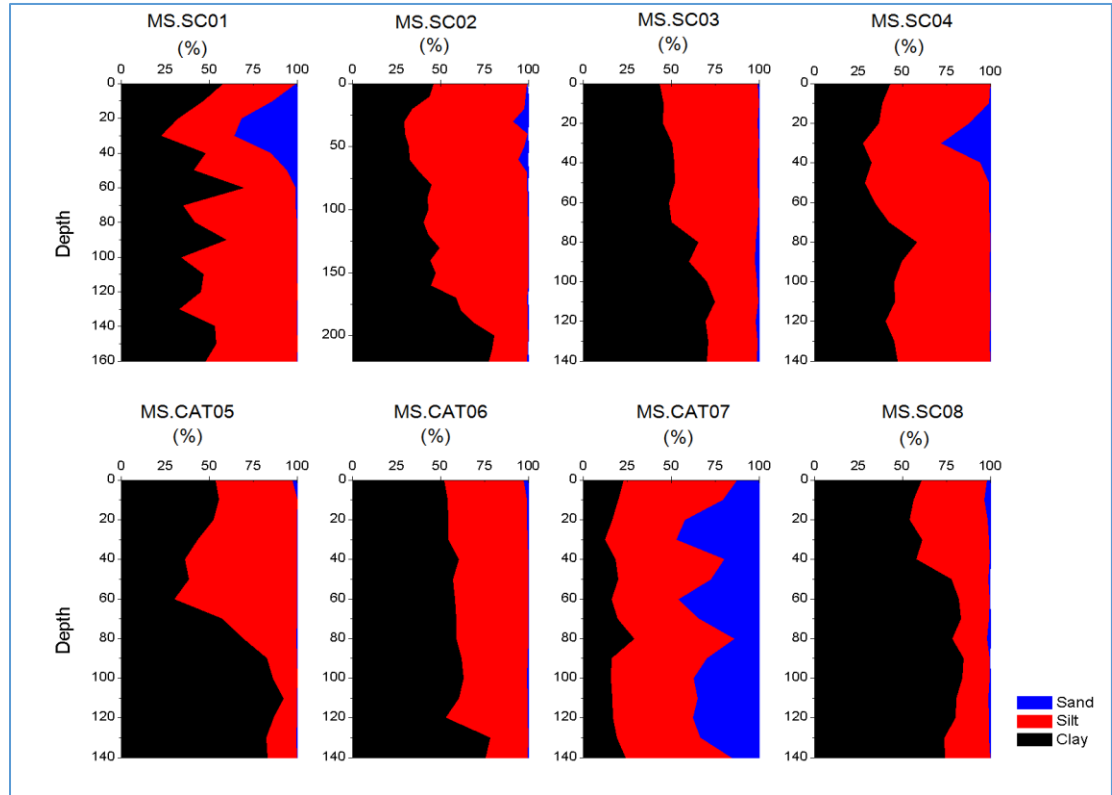 MS.SC01 MS.SC02 MS.SC03 MS.SC04
(%) (%) (%) (%)
0 25 50 75 100 0 25 50 75 100 0 25 50 75 100 0 25 50 75 100
0 0 0 0
20 20 20
50
40 40 40
60 60 60
80 100 80 80
100
120 150 100 100
140 200 120 120
160 140 140
Depth
MS.CAT05 MS.CAT06 MS.CAT07 MS.SC08
(%) (%) (%) (%)
0 25 50 75 100 0 25 50 75 100 0 25 50 75 100 0 25 50 75 100
0 0 0 0
20 20 20 20
40 40 40 40
60 60 60 60
80 80 80 80
100 100 100 100
120 120 120 120
140 140 140 140
Depth
Sand
Silt
Clay